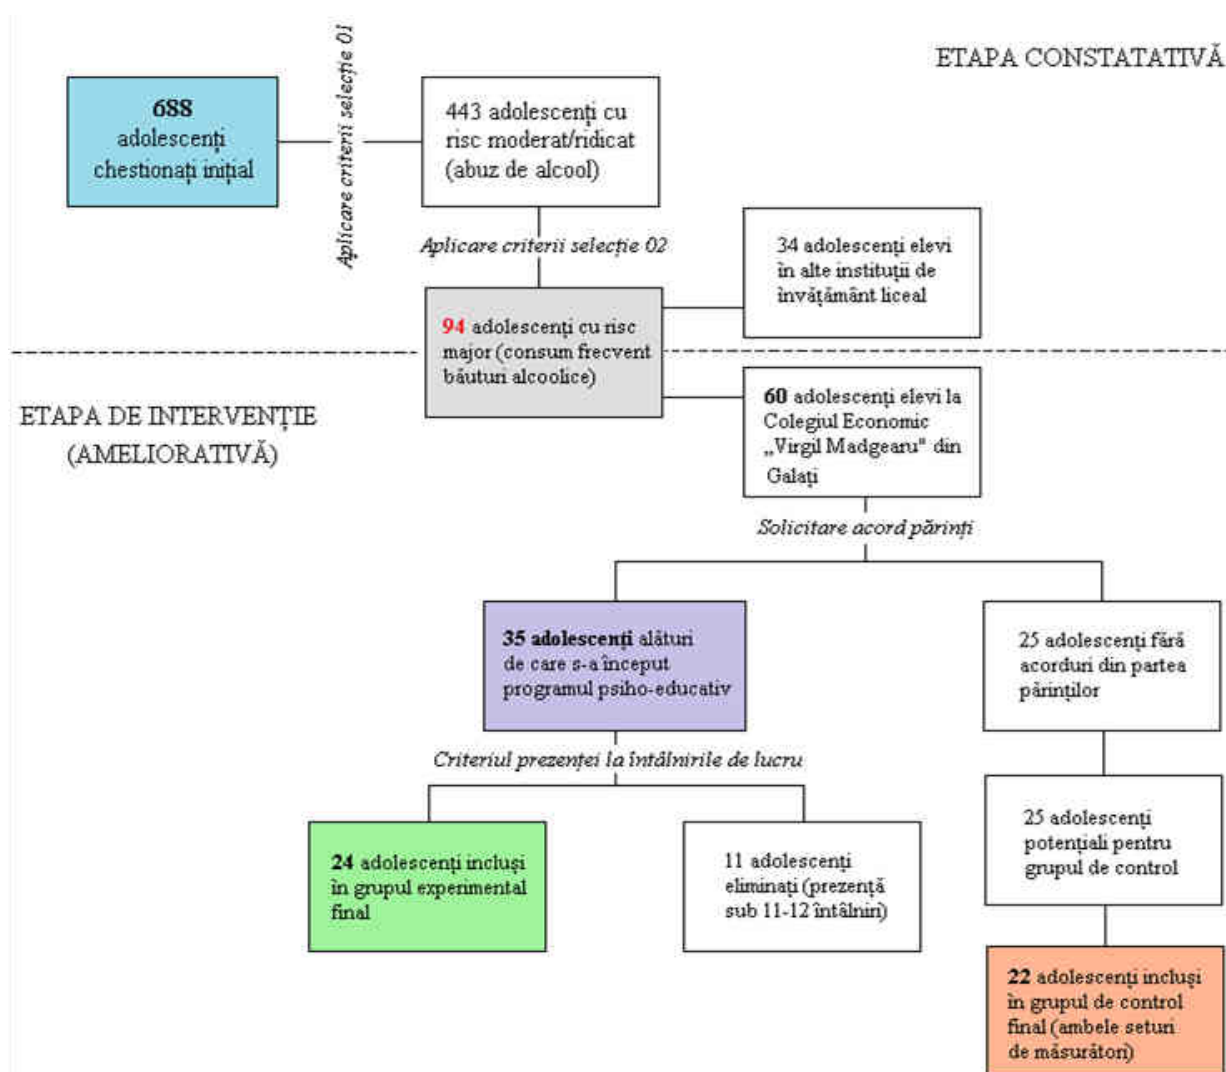 ETAPA CONSTATATIVĂ
688
adolescenți
chestionați inițial
Aplicare criterii selecție 01
443 adolescenți cu
risc moderat/ridicat
(abuz de alcool)
Aplicare criterii selecție 02
34 adolescenți elevi
în alte instituții de
învățământ liceal
94 adolescenți cu risc
major (consum frecvent
băuturi alcoolice)
ETAPA DE INTERVENȚIE
(AMELIORATIVĂ)
60 adolescenți elevi la
Colegiul Economic
„Virgil Madgearu" din
Galați
Solicitare acord părinți
35 adolescenți alături
de care s-a început
programul psiho-educativ
25 adolescenți fără
acorduri din partea
părinților
Criteriul prezenței la întâlnirile de lucru
24 adolescenți incluși
în grupul experimental
final
11 adolescenți
eliminați (prezență
sub 11-12 întâlniri)
25 adolescenți
potențiali pentru
grupul de control
22 adolescenți incluși
în grupul de control
final (ambele seturi
de măsurători)